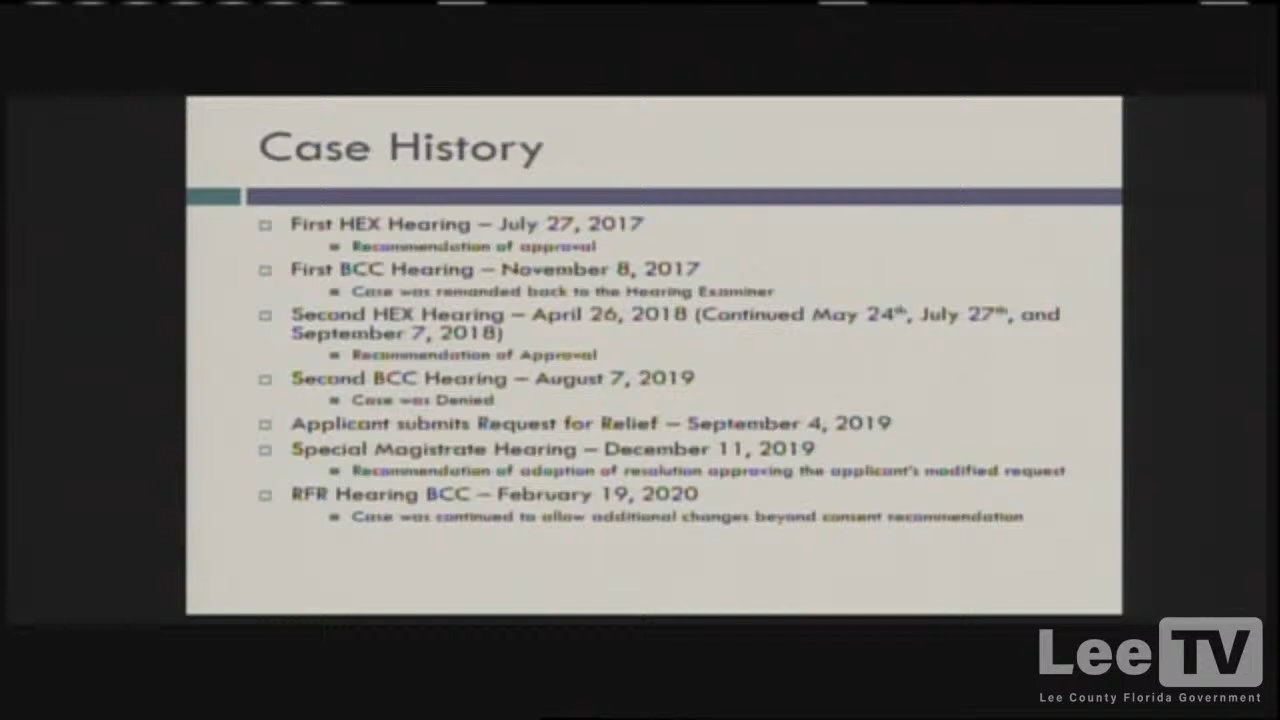 Case History
First HEX Hearing – July 27, 2017
Recommendation of approval
First BCC Hearing – November 8, 2017
Case was remanded back to the Hearing Examiner
Second HEX Hearing – April 26, 2018 (Continued May 24th, July 27th, and
September 7, 2018)
Recommendation of Approval
Second BCC Hearing – August 7, 2019
Case was Denied
Applicant submits Request for Relief – September 4, 2019
Special Magistrate Hearing – December 11, 2019
Recommendation of adoption of resolution approving the applicant's modified request
RFR Hearing BCC – February 19, 2020
Case was continued to allow additional changes beyond consent recommendation
Lee TV
Lee County Florida Government